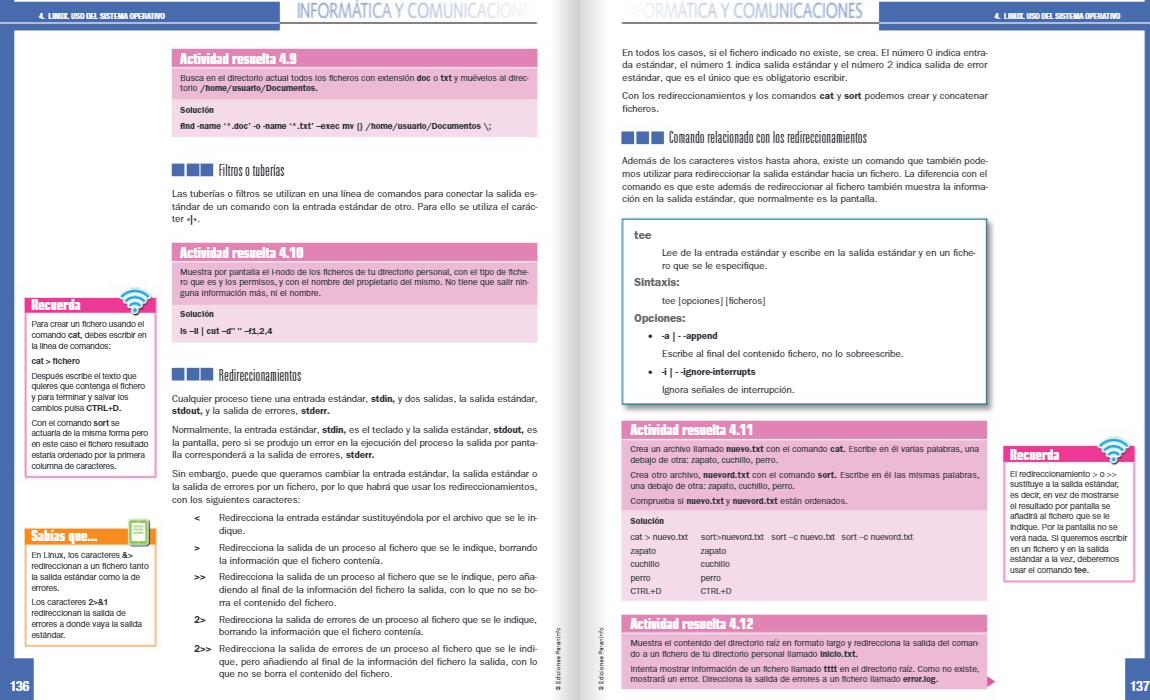 4. LINUX. USO DEL SISTEMA OPERATIVO
INFORMÁTICA Y COMUNICACIONE
Actividad resuelta 4.9
Busca en el directorio actual todos los ficheros con extensión doc o txt y muévelos al direc-
torio /home/usuario/Documentos.
Solución
find -name ‘*.doc’ -o -name ‘*.txt’ –exec mv {} /home/usuario/Documentos \;
Filtros o tuberías
Las tuberías o filtros se utilizan en una línea de comandos para conectar la salida es-
tándar de un comando con la entrada estándar de otro. Para ello se utiliza el carác-
ter «|».
Actividad resuelta 4.10
Muestra por pantalla el i-nodo de los ficheros de tu directorio personal, con el tipo de fiche-
ro que es y los permisos, y con el nombre del propietario del mismo. No tiene que salir nin-
guna información más, ni el nombre.
Solución
ls –li | cut –d" " –f1,2,4
Recuerda
Para crear un fichero usando el
comando cat, debes escribir en
la línea de comandos:
cat > fichero
Después escribe el texto que
quieres que contenga el fichero
y para terminar y salvar los
cambios pulsa CTRL+D.
Con el comando sort se
actuaría de la misma forma pero
en este caso el fichero resultado
estaría ordenado por la primera
columna de caracteres.
Redireccionamientos
Cualquier proceso tiene una entrada estándar, stdin, y dos salidas, la salida estándar,
stdout, y la salida de errores, stderr.
Normalmente, la entrada estándar, stdin, es el teclado y la salida estándar, stdout, es
la pantalla, pero si se produjo un error en la ejecución del proceso la salida por panta-
lla corresponderá a la salida de errores, stderr.
Sin embargo, puede que queramos cambiar la entrada estándar, la salida estándar o
la salida de errores por un fichero, por lo que habrá que usar los redireccionamientos,
con los siguientes caracteres:
< Redirecciona la entrada estándar sustituyéndola por el archivo que se le in-
dique.
> Redirecciona la salida de un proceso al fichero que se le indique, borrando
la información que el fichero contenía.
>> Redirecciona la salida de un proceso al fichero que se le indique, pero aña-
diendo al final de la información del fichero la salida, con lo que no se bo-
rra el contenido del fichero.
2> Redirecciona la salida de errores de un proceso al fichero que se le indique,
borrando la información que el fichero contenía.
2>> Redirecciona la salida de errores de un proceso al fichero que se le indi-
que, pero añadiendo al final de la información del fichero la salida, con lo
que no se borra el contenido del fichero.
Sabías que...
En Linux, los caracteres &>
redireccionan a un fichero tanto
la salida estándar como la de
errores.
Los caracteres 2>&1
redireccionan la salida de
errores a donde vaya la salida
estándar.
© Ediciones Paraninfo
136
FORMÁTICA Y COMUNICACIONES
4. LINUX. USO DEL SISTEMA OPERATIVO
En todos los casos, si el fichero indicado no existe, se crea. El número 0 indica entra-
da estándar, el número 1 indica salida estándar y el número 2 indica salida de error
estándar, que es el único que es obligatorio escribir.
Con los redireccionamientos y los comandos cat y sort podemos crear y concatenar
ficheros.
Comando relacionado con los redireccionamientos
Además de los caracteres vistos hasta ahora, existe un comando que también pode-
mos utilizar para redireccionar la salida estándar hacia un fichero. La diferencia con el
comando es que este además de redireccionar al fichero también muestra la informa-
ción en la salida estándar, que normalmente es la pantalla.
tee
Lee de la entrada estándar y escribe en la salida estándar y en un fiche-
ro que se le especifique.
Sintaxis:
tee [opciones] [ficheros]
Opciones:
• -a | - -append
Escribe al final del contenido fichero, no lo sobreescribe.
• -i | - -ignore-interrupts
Ignora señales de interrupción.
Actividad resuelta 4.11
Crea un archivo llamado nuevo.txt con el comando cat. Escribe en él varias palabras, una
debajo de otra: zapato, cuchillo, perro.
Crea otro archivo, nuevord.txt con el comando sort. Escribe en él las mismas palabras,
una debajo de otra: zapato, cuchillo, perro.
Comprueba si nuevo.txt y nuevord.txt están ordenados.
Solución
cat > nuevo.txt sort>nuevord.txt sort –c nuevo.txt sort –c nuevord.txt
zapato zapato
cuchillo cuchillo
perro perro
CTRL+D CTRL+D
Recuerda
El redireccionamiento > o >>
sustituye a la salida estándar,
es decir, en vez de mostrarse
el resultado por pantalla se
añadirá al fichero que se le
indique. Por la pantalla no se
verá nada. Si queremos escribir
en un fichero y en la salida
estándar a la vez, deberemos
usar el comando tee.
Actividad resuelta 4.12
Muestra el contenido del directorio raíz en formato largo y redirecciona la salida del coman-
do a un fichero de tu directorio personal llamado inicio.txt.
Intenta mostrar información de un fichero llamado tttt en el directorio raíz. Como no existe,
mostrará un error. Direcciona la salida de errores a un fichero llamado error.log.
© Ediciones Paraninfo
137